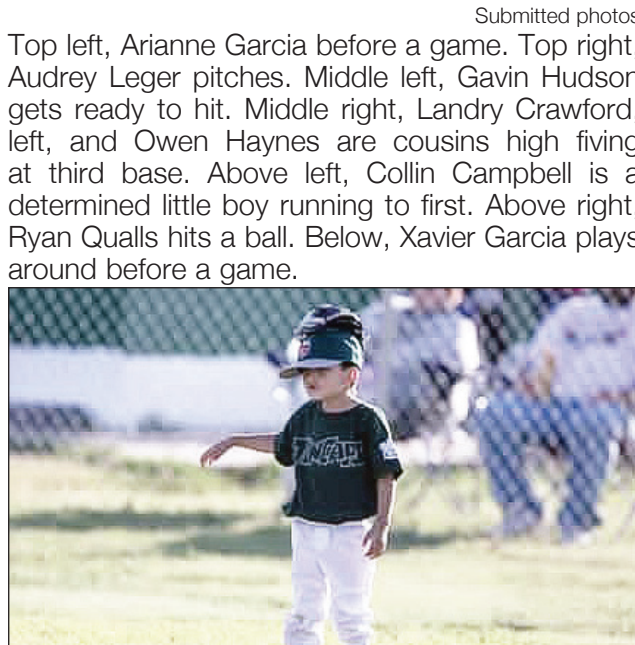 Submitted photos
Top left, Arianne Garcia before a game. Top right,
Audrey Leger pitches. Middle left, Gavin Hudson
gets ready to hit. Middle right, Landry Crawford,
left, and Owen Haynes are cousins high fiving
at third base. Above left, Collin Campbell is a
determined little boy running to first. Above right,
Ryan Qualls hits a ball. Below, Xavier Garcia plays
around before a game.